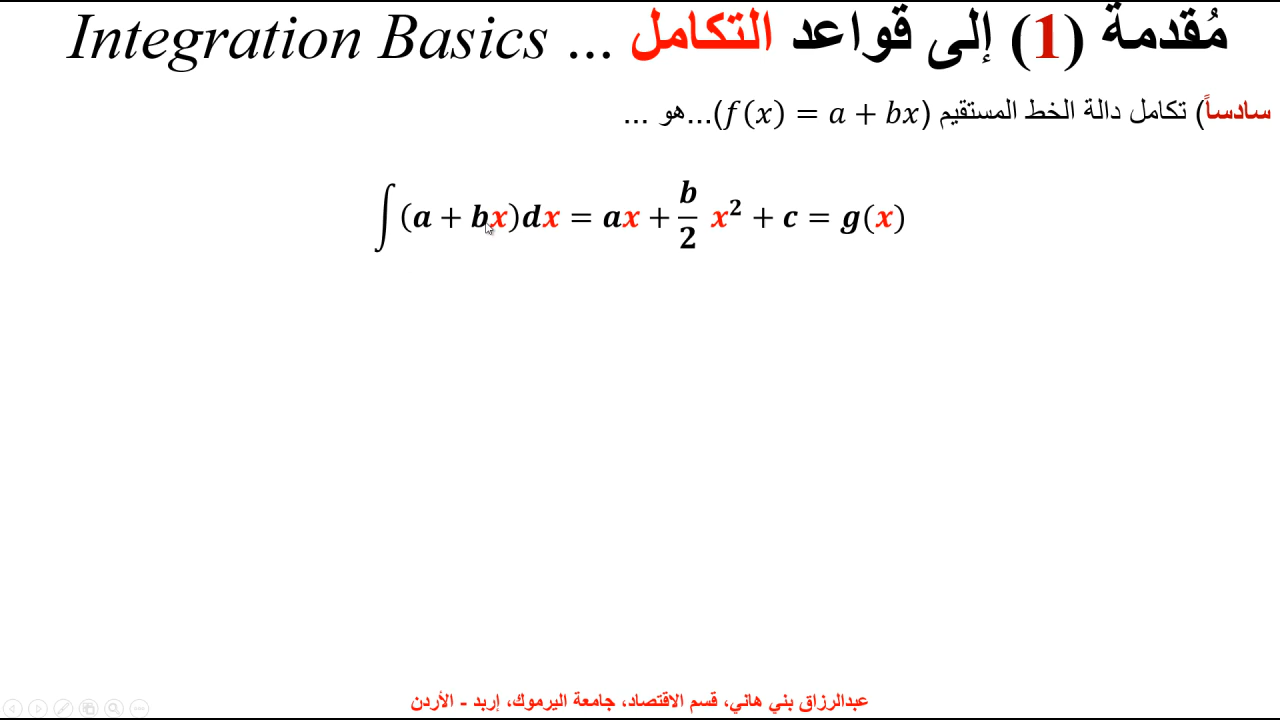 مُقدمة (1) إلى قواعد التكامل ... Integration Basics
سادساً) تكامل دالة الخط المستقيم (f(x) = a + bx)...هو ...
∫(a + bx)dx = ax + b/2 x² + c = g(x)
عبدالرزاق بني هاني، قسم الاقتصاد، جامعة اليرموك، إربد - الأردن